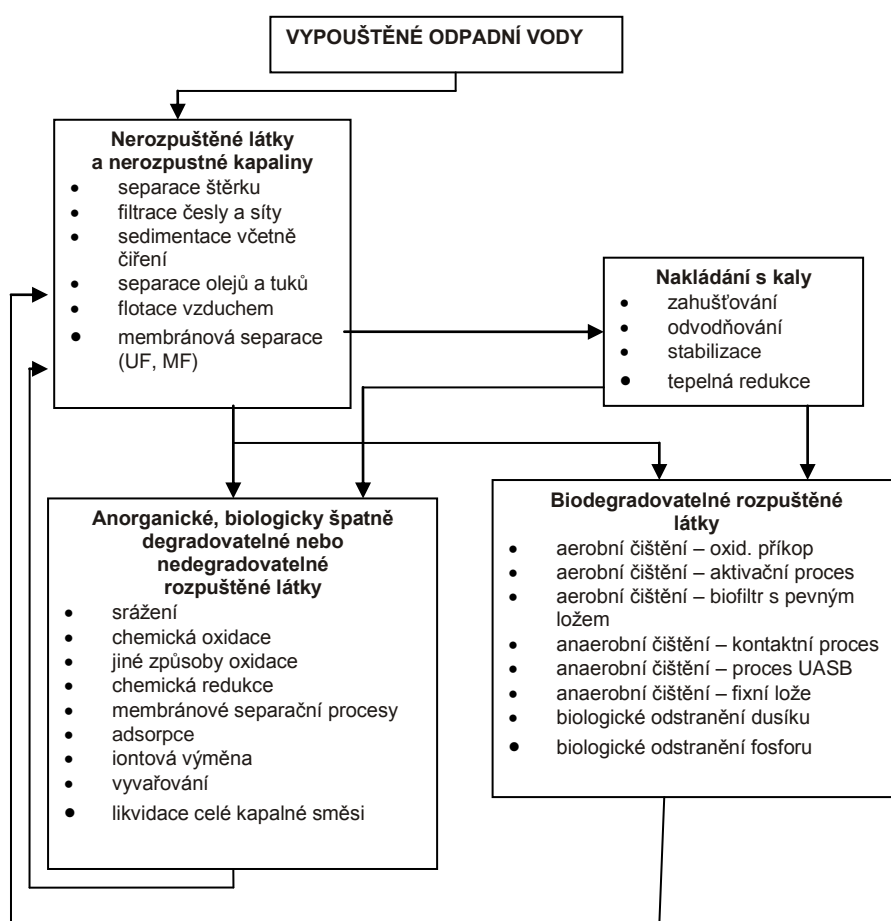 VYPOUŠTĚNÉ ODPADNÍ VODY
Nerozpuštěné látky
a nerozpustné kapaliny
• separace štěrku
• filtrace česly a síty
• sedimentace včetně
čiření
• separace olejů a tuků
• flotace vzduchem
• membránová separace
(UF, MF)
Nakládání s kaly
• zahušťování
• odvodňování
• stabilizace
• tepelná redukce
Anorganické, biologicky špatně
degradovatelné nebo
nedegradovatelné
rozpuštěné látky
• srážení
• chemická oxidace
• jiné způsoby oxidace
• chemická redukce
• membránové separační procesy
• adsorpce
• iontová výměna
• vyvařování
• likvidace celé kapalné směsi
Biodegradovatelné rozpuštěné
látky
• aerobní čištění – oxid. příkop
• aerobní čištění – aktivační proces
• aerobní čištění – biofiltr s pevným
ložem
• anaerobní čištění – kontaktní proces
• anaerobní čištění – proces UASB
• anaerobní čištění – fixní lože
• biologické odstranění dusíku
• biologické odstranění fosforu